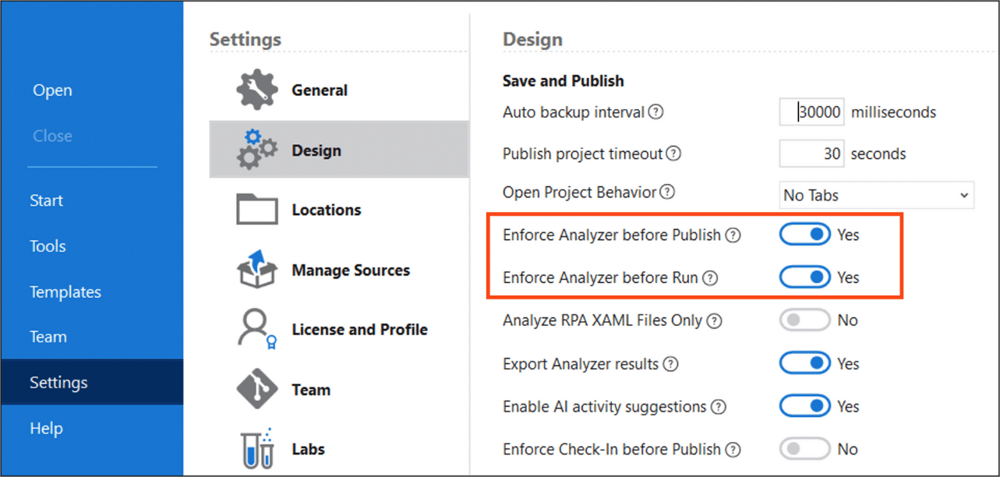 Open
Close
Start
Tools
Templates
Team
Settings
Help
Settings
General
Design
Locations
Manage Sources
License and Profile
Team
Labs
Design
Save and Publish
Auto backup interval ? 30000 milliseconds
Publish project timeout ? 30 seconds
Open Project Behavior ? No Tabs
Enforce Analyzer before Publish ? Yes
Enforce Analyzer before Run ? Yes
Analyze RPA XAML Files Only ? No
Export Analyzer results ? Yes
Enable AI activity suggestions ? Yes
Enforce Check-In before Publish ? No